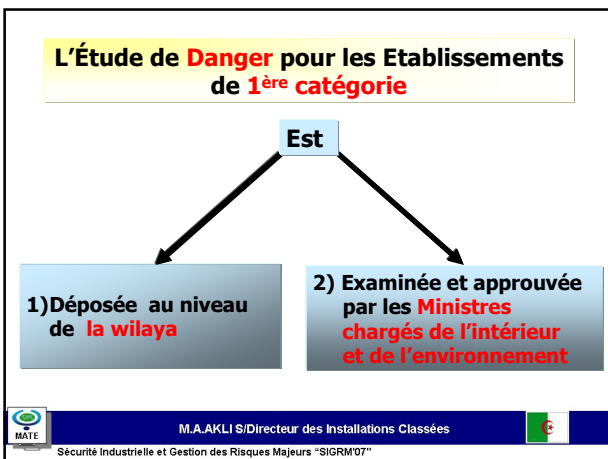 L'Étude de Danger pour les Etablissements
de 1ère catégorie
Est
1)Déposée au niveau
de la wilaya
2) Examinée et approuvée
par les Ministres
chargés de l'intérieur
et de l'environnement
MATE
M.A.AKLI S/Directeur des Installations Classées
Sécurité Industrielle et Gestion des Risques Majeurs "SIGRM'07"